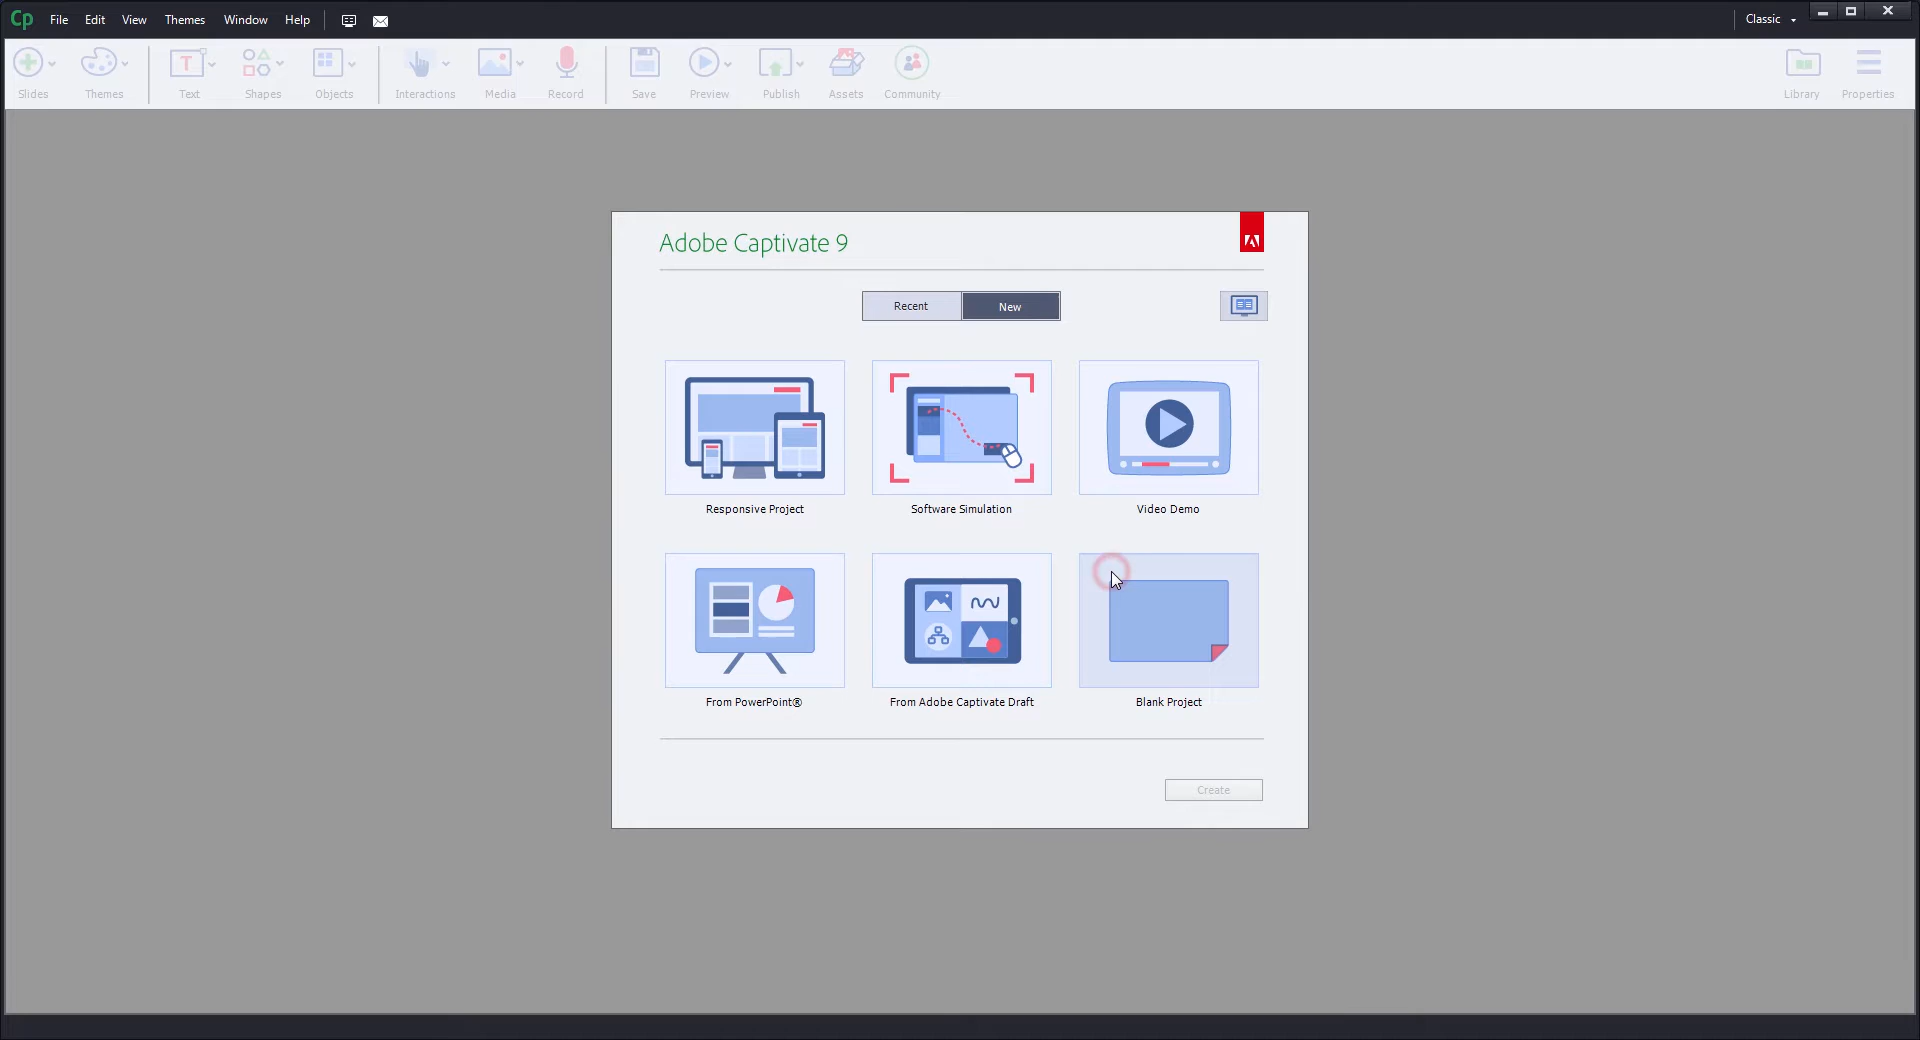 Cp File Edit View Themes Window Help Classic
Slides Themes Text Shapes Objects Interactions Media Record Save Preview Publish Assets Community Library Properties
Adobe Captivate 9
Recent New
Responsive Project Software Simulation Video Demo
From PowerPoint® From Adobe Captivate Draft Blank Project
Create